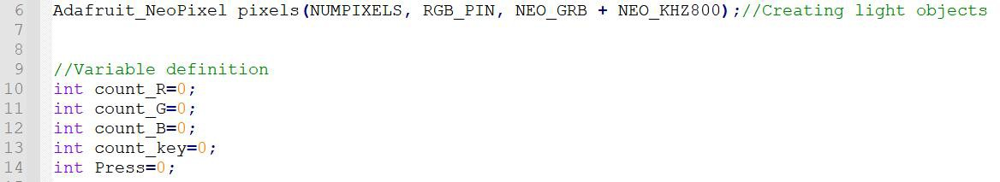 6 Adafruit_NeoPixel pixels(NUMPIXELS, RGB_PIN, NEO_GRB + NEO_KHZ800);//Creating light objects
7
8
9 //Variable definition
10 int count_R=0;
11 int count_G=0;
12 int count_B=0;
13 int count_key=0;
14 int Press=0;